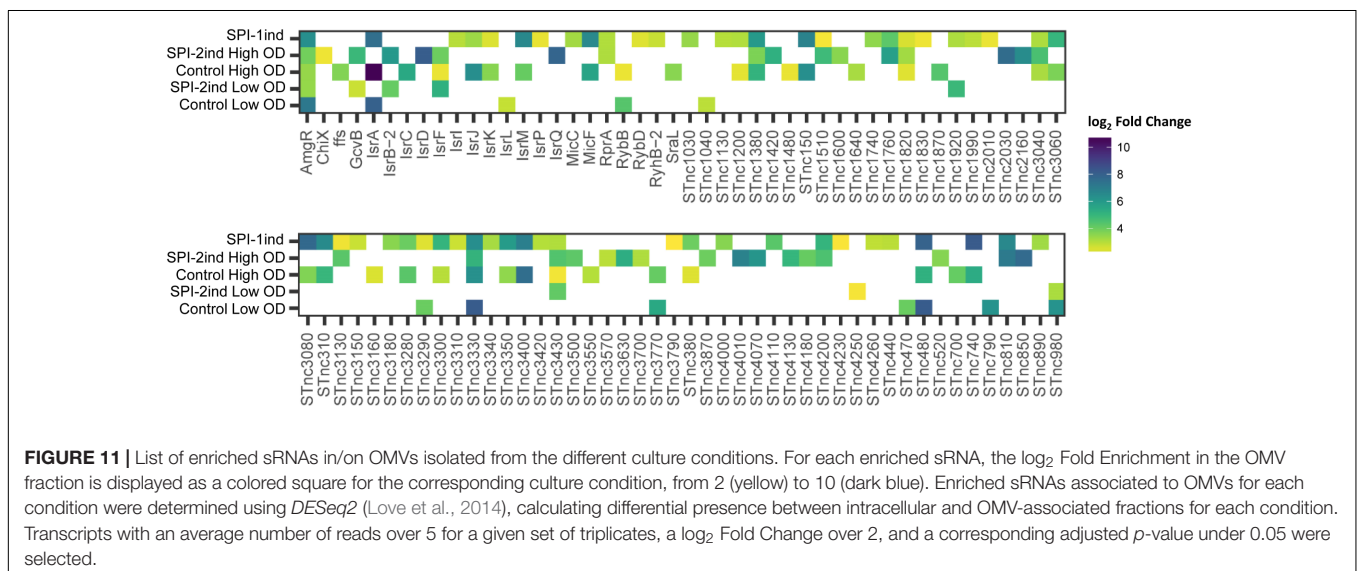 SPI-1ind
SPI-2ind High OD
Control High OD
SPI-2ind Low OD
Control Low OD
AmgR
ChiX
ffs
GcvB
IsrA
IsrB-2
IsrC
IsrD
IsrF
IsrI
IsrJ
IsrK
IsrL
IsrM
IsrP
IsrQ
MicC
MicF
RprA
RybB
RybD
RyhB-2
SraL
STnc1030
STnc1040
STnc1130
STnc1200
STnc1380
STnc1420
STnc1480
STnc150
STnc1510
STnc1600
STnc1640
STnc1740
STnc1760
STnc1820
STnc1830
STnc1870
STnc1920
STnc1990
STnc2010
STnc2030
STnc2160
STnc3040
STnc3060
log2 Fold Change
10
8
6
4
SPI-1ind
SPI-2ind High OD
Control High OD
SPI-2ind Low OD
Control Low OD
STnc3080
STnc310
STnc3130
STnc3150
STnc3160
STnc3180
STnc3280
STnc3290
STnc3300
STnc3310
STnc3330
STnc3340
STnc3350
STnc3400
STnc3420
STnc3430
STnc3500
STnc3550
STnc3570
STnc3630
STnc3700
STnc3770
STnc3790
STnc380
STnc3870
STnc4000
STnc4010
STnc4070
STnc4110
STnc4130
STnc4180
STnc4200
STnc4230
STnc4250
STnc4260
STnc440
STnc470
STnc480
STnc520
STnc700
STnc740
STnc790
STnc810
STnc850
STnc890
STnc980
FIGURE 11 | List of enriched sRNAs in/on OMVs isolated from the different culture conditions. For each enriched sRNA, the log2 Fold Enrichment in the OMV
fraction is displayed as a colored square for the corresponding culture condition, from 2 (yellow) to 10 (dark blue). Enriched sRNAs associated to OMVs for each
condition were determined using DESeq2 (Love et al., 2014), calculating differential presence between intracellular and OMV-associated fractions for each condition.
Transcripts with an average number of reads over 5 for a given set of triplicates, a log2 Fold Change over 2, and a corresponding adjusted p-value under 0.05 were
selected.